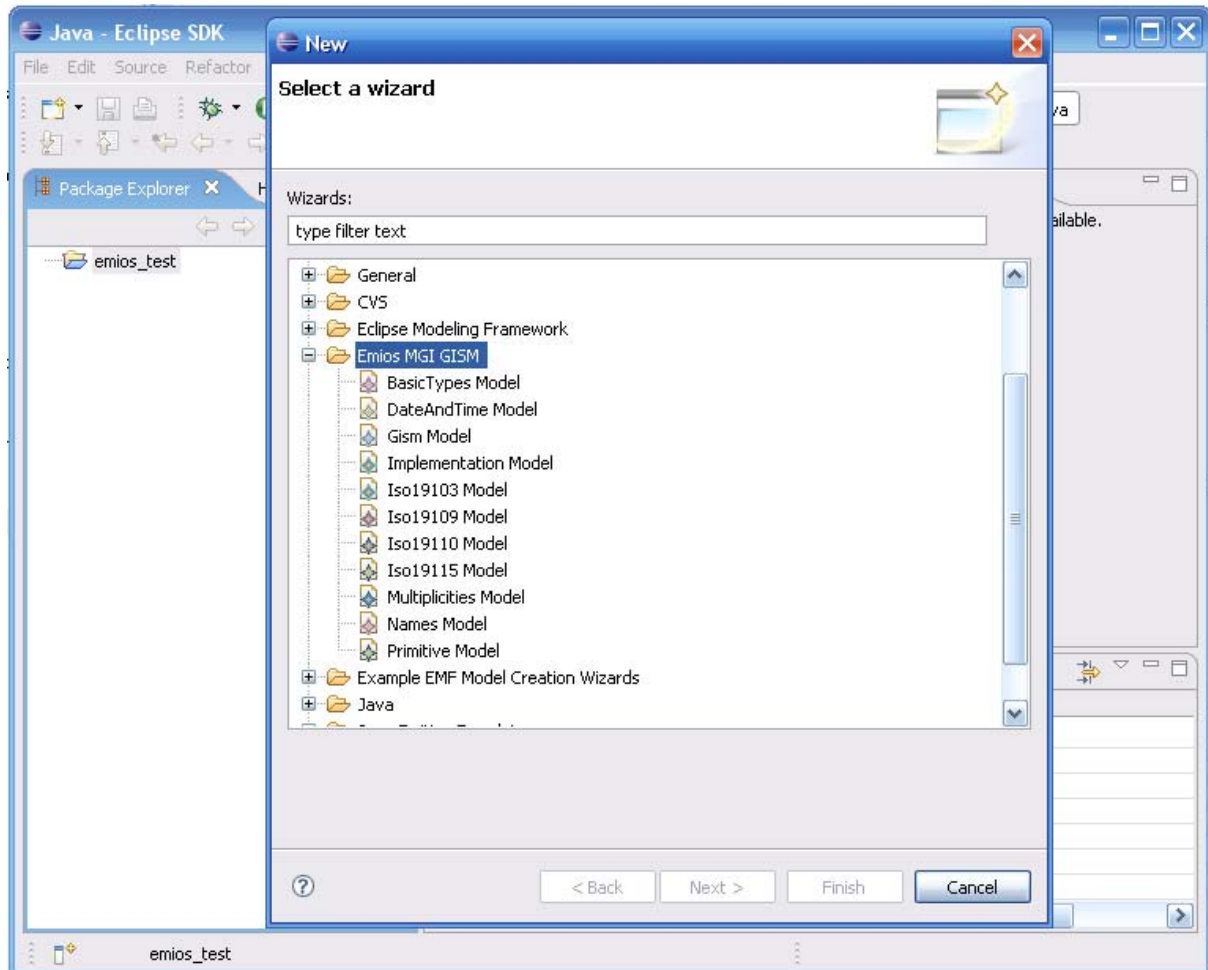 Java - Eclipse SDK
File Edit Source Refactor
Package Explorer
emios_test
New
Select a wizard
Wizards:
type filter text
General
CVS
Eclipse Modeling Framework
Emios MGI GISM
BasicTypes Model
DateAndTime Model
Gism Model
Implementation Model
Iso19103 Model
Iso19109 Model
Iso19110 Model
Iso19115 Model
Multiplicities Model
Names Model
Primitive Model
Example EMF Model Creation Wizards
Java
< Back Next > Finish Cancel
emios_test